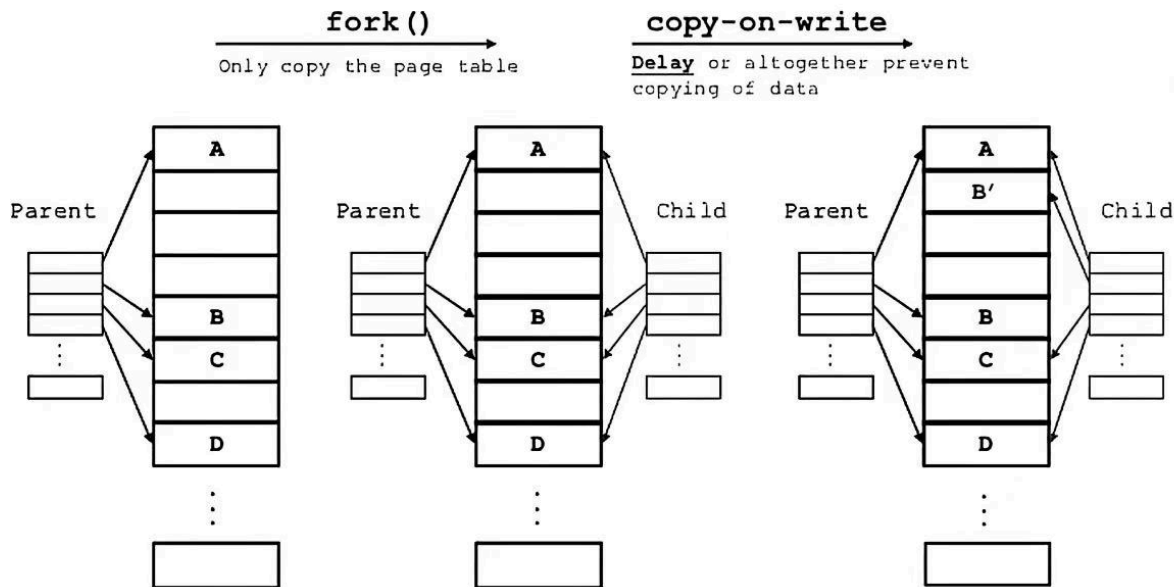 fork()
Only copy the page table
copy-on-write
Delay or altogether prevent
copying of data
Parent
A
B
C
D
Parent
A
B
C
D
Child
Parent
A
B′
B
C
D
Child